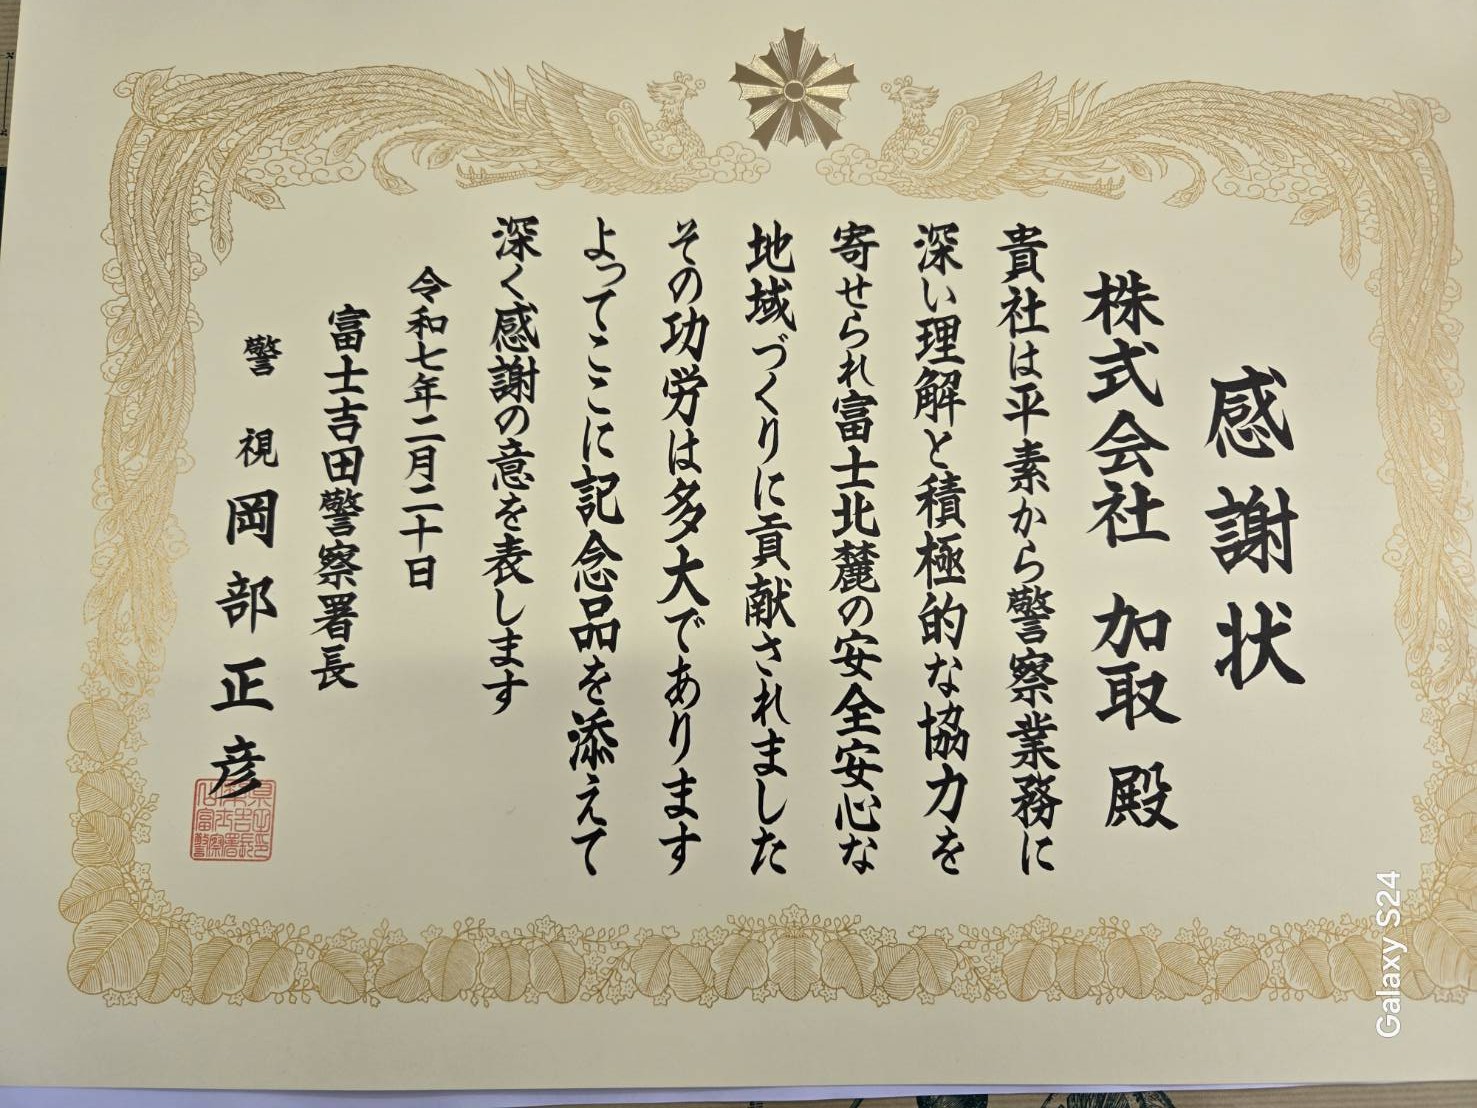 感謝状
株式会社 加取 殿
貴社は平素から警察業務に
深い理解と積極的な協力を
寄せられ富士北麓の安全安心な
地域づくりに貢献されました
その功労は多大であります
よってここに記念品を添えて
深く感謝の意を表します
令和七年二月二十日
富士吉田警察署長
警視 岡部正彦
Galaxy S24